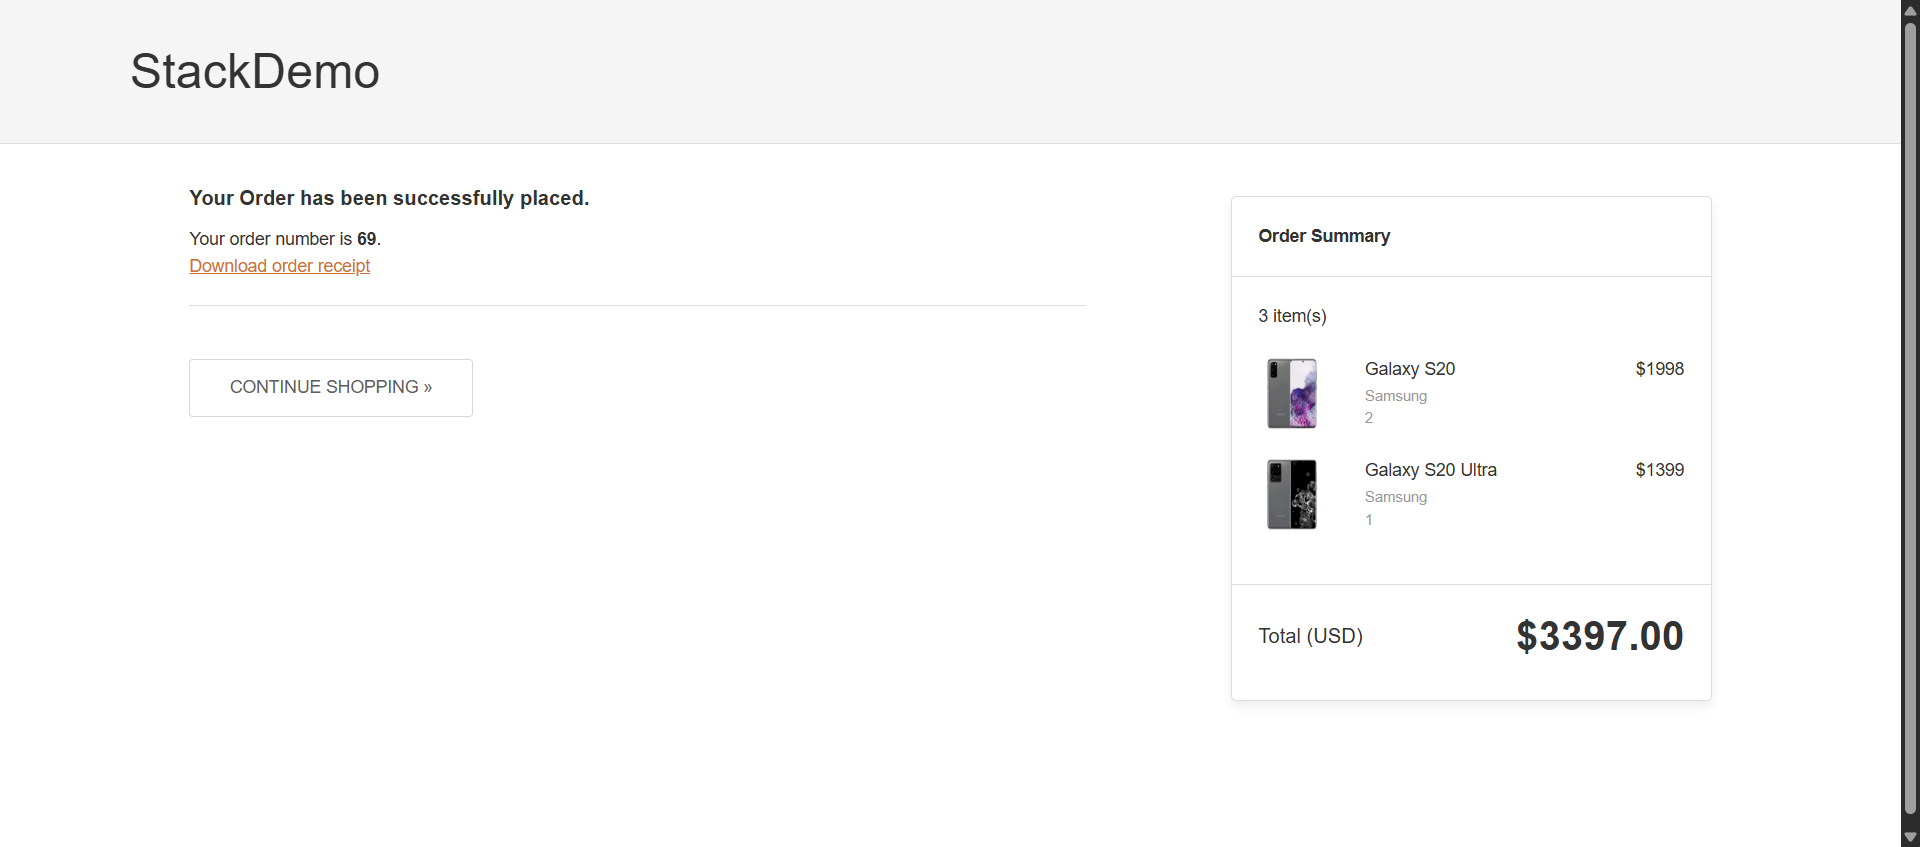 StackDemo
Your Order has been successfully placed.
Your order number is 69.
Download order receipt
CONTINUE SHOPPING »
Order Summary
3 item(s)
Galaxy S20 $1998
Samsung
2
Galaxy S20 Ultra $1399
Samsung
1
Total (USD) $3397.00